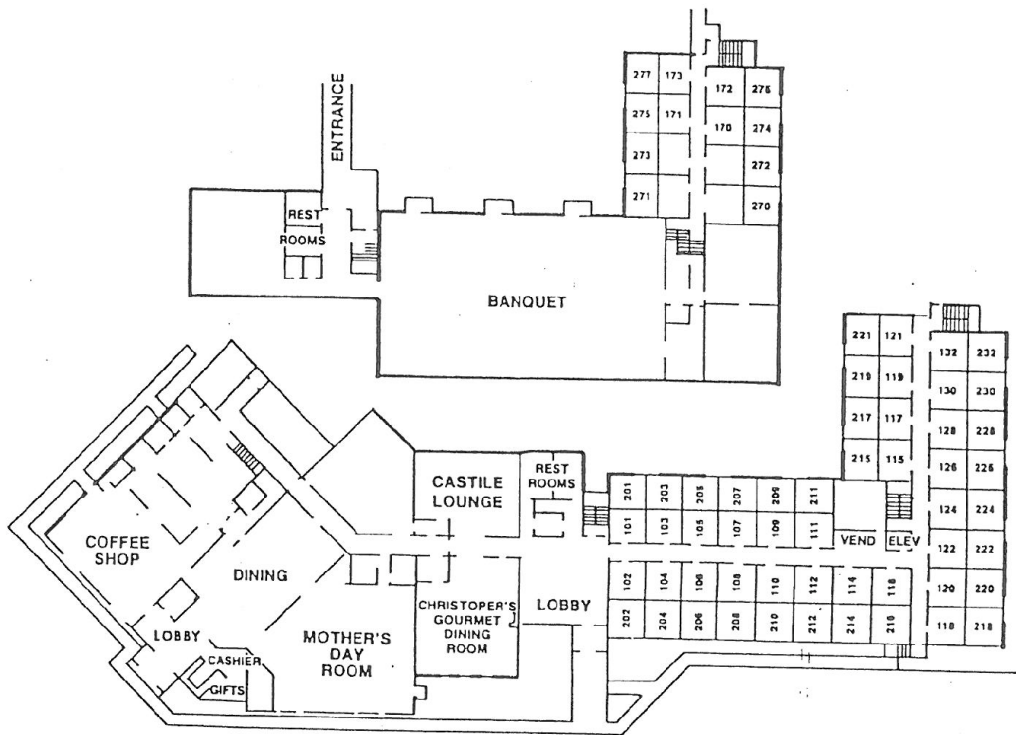 ENTRANCE
277 173
172 276
275 171
170 274
273
272
271
270
REST
ROOMS
BANQUET
221 121
132 232
219 119
130 230
217 117
128 228
215 115
126 226
124 224
122 222
120 220
118 218
CASTILE
LOUNGE
REST
ROOMS
201 203 205 207 209 211
101 103 105 107 109 111
VEND ELEV
COFFEE
SHOP
DINING
102 104 106 108 110 112 114 116
202 204 206 208 210 212 214 216
CHRISTOPER'S
GOURMET
DINING
ROOM
LOBBY
LOBBY
MOTHER'S
DAY
ROOM
CASHIER
GIFTS